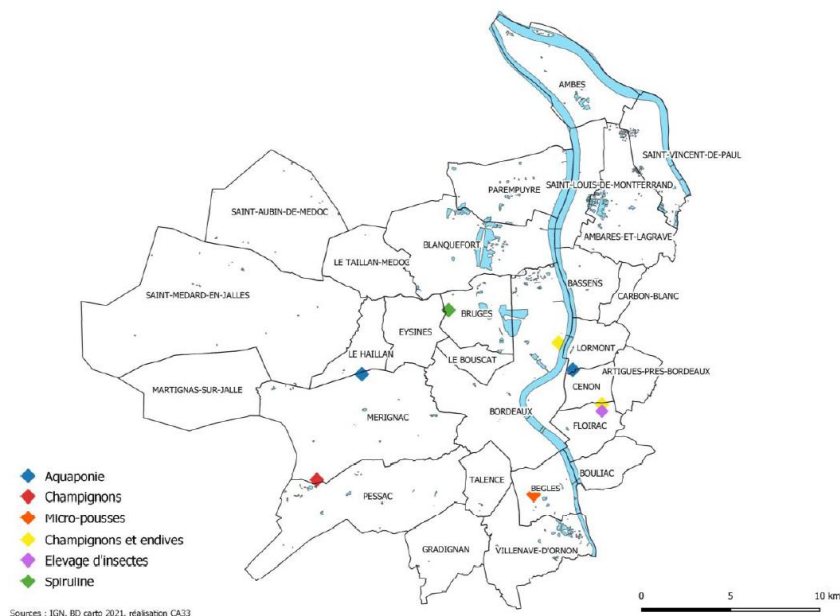 AMBES
SAINT-VINCENT-DE-PAUL
PAREMPUYRE
SAINT-LOUIS-DE-MONTFERRAND
SAINT-AUBIN-DE-MEDOC
AMBARES-ET-LAGRAVE
BLANQUEFORT
LE TAILLAN-MEDOC
BASSENS
SAINT-MEDARD-EN-JALLES
CARBON-BLANC
BRUGES
EYSINES
LORMONT
LE HAILLAN
LE BOUSCAT
ARTIGUES-PRES-BORDEAUX
MARTIGNAS-SUR-JALLE
CENON
BORDEAUX
MERIGNAC
FLOIRAC
BOULIAC
TALENCE
BEGLES
PESSAC
GRADIGNAN
VILLENAVE-D'ORNON
Aquaponie
Champignons
Micro-pousses
Champignons et endives
Elevage d'insectes
Spiruline
0 5 10 km
Sources : IGN, BD carto 2021, réalisation CA33